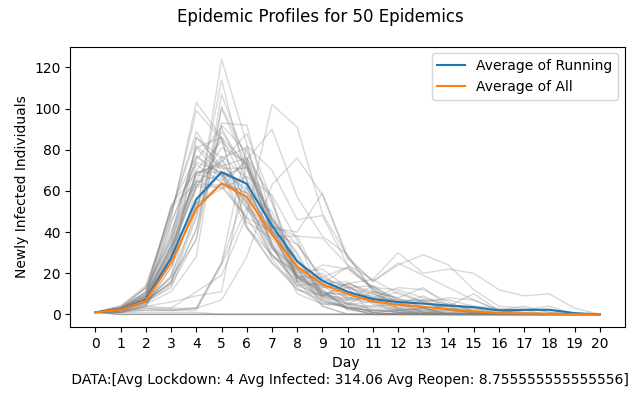 Epidemic Profiles for 50 Epidemics
Average of Running
Average of All
120
100
80
60
40
20
0
Newly Infected Individuals
0 1 2 3 4 5 6 7 8 9 10 11 12 13 14 15 16 17 18 19 20
Day
DATA:[Avg Lockdown: 4 Avg Infected: 314.06 Avg Reopen: 8.755555555555556]